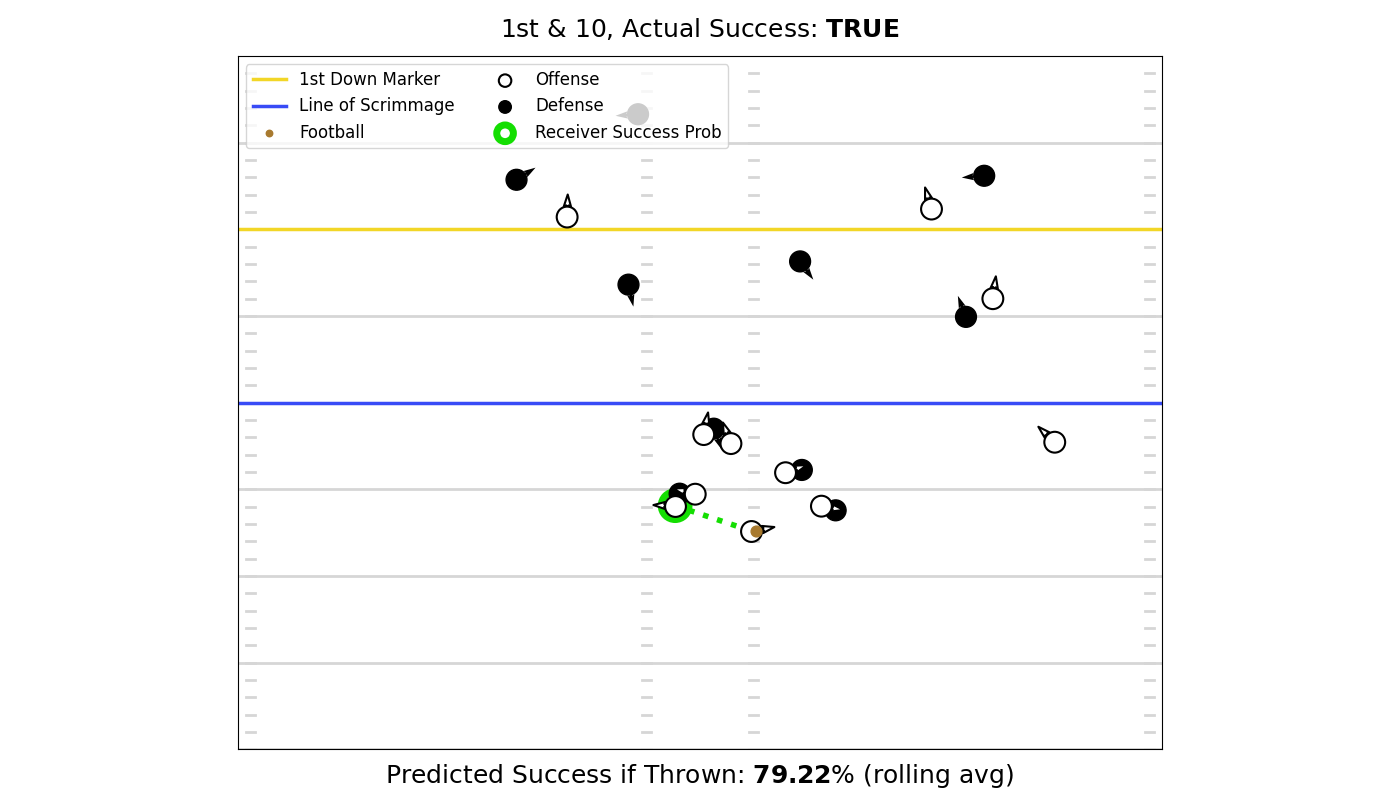 1st & 10, Actual Success: TRUE
1st Down Marker
Line of Scrimmage
Football
Offense
Defense
Receiver Success Prob
Predicted Success if Thrown: 79.22% (rolling avg)